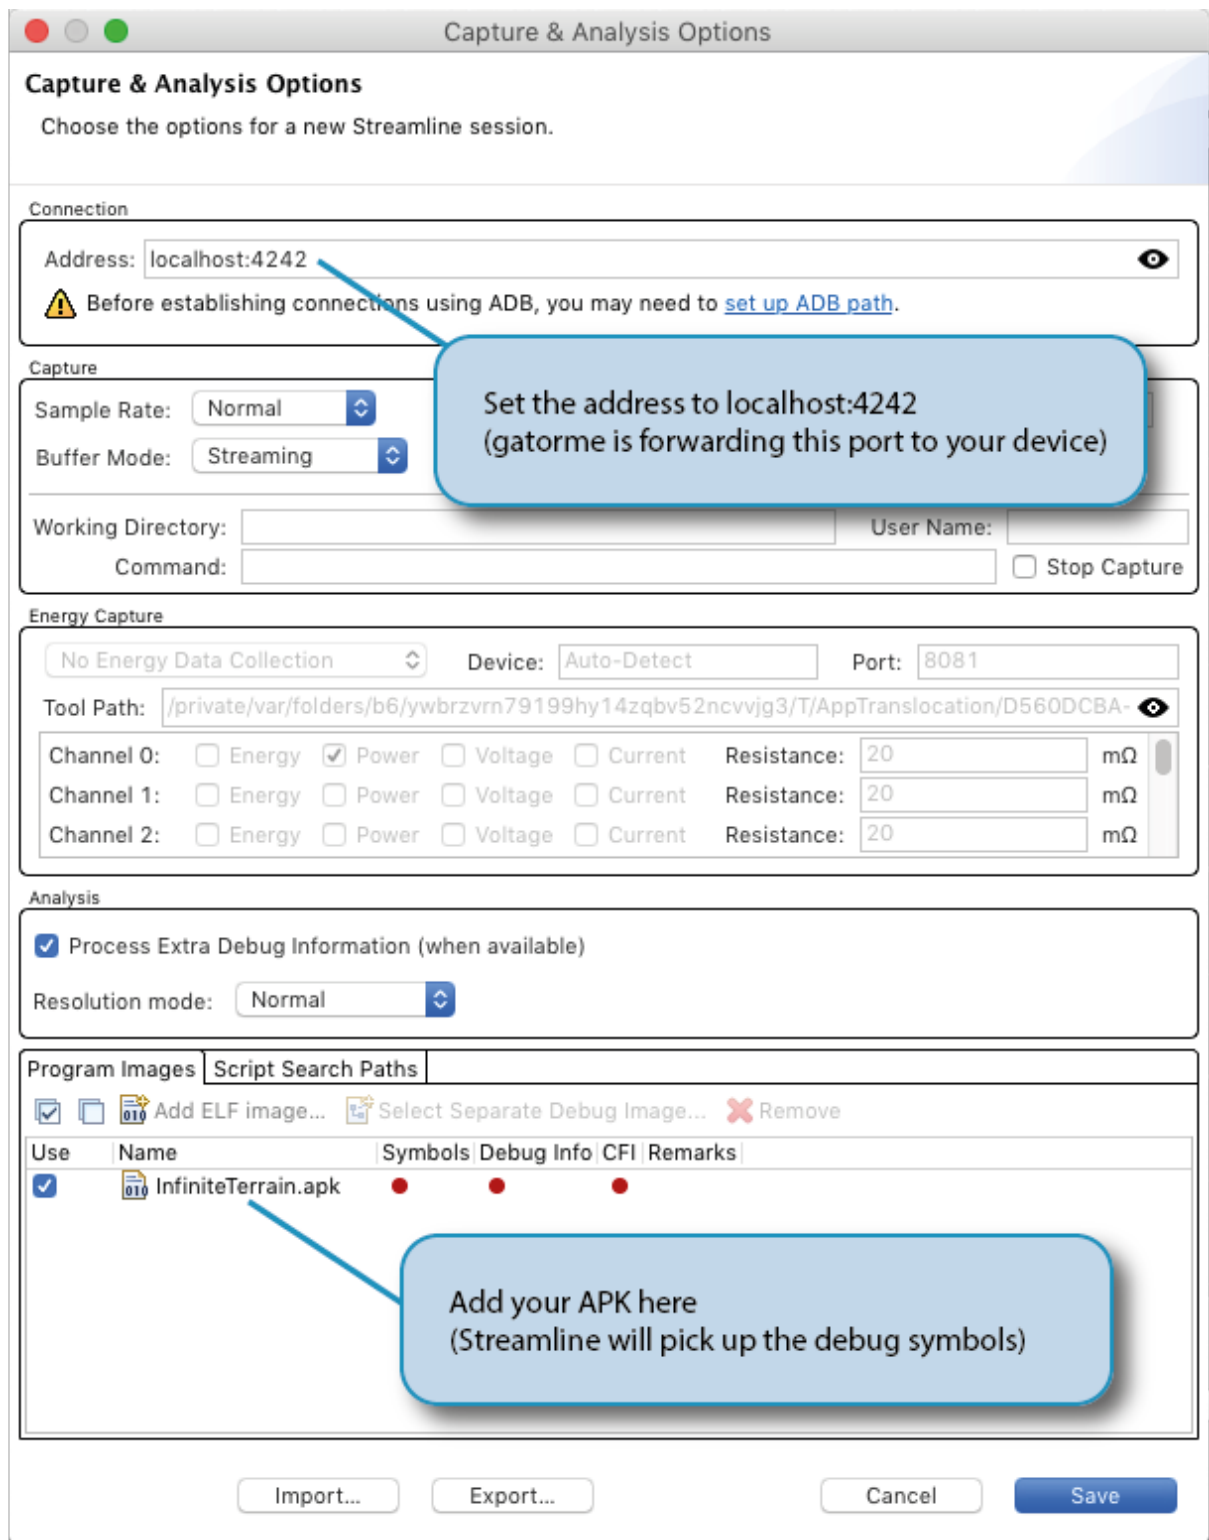 Capture & Analysis Options
Capture & Analysis Options
Choose the options for a new Streamline session.
Connection
Address: localhost:4242
Before establishing connections using ADB, you may need to set up ADB path.
Capture
Sample Rate: Normal
Buffer Mode: Streaming
Set the address to localhost:4242
(gatorme is forwarding this port to your device)
Working Directory: User Name:
Command: Stop Capture
Energy Capture
No Energy Data Collection Device: Auto-Detect Port: 8081
Tool Path: /private/var/folders/b6/ywbrzvrn79199hy14zqbv52ncvvjg3/T/AppTranslocation/D560DCBA-
Channel 0: Energy Power Voltage Current Resistance: 20 mΩ
Channel 1: Energy Power Voltage Current Resistance: 20 mΩ
Channel 2: Energy Power Voltage Current Resistance: 20 mΩ
Analysis
Process Extra Debug Information (when available)
Resolution mode: Normal
Program Images Script Search Paths
Add ELF image... Select Separate Debug Image... Remove
Use Name Symbols Debug Info CFI Remarks
InfiniteTerrain.apk
Add your APK here
(Streamline will pick up the debug symbols)
Import... Export... Cancel Save